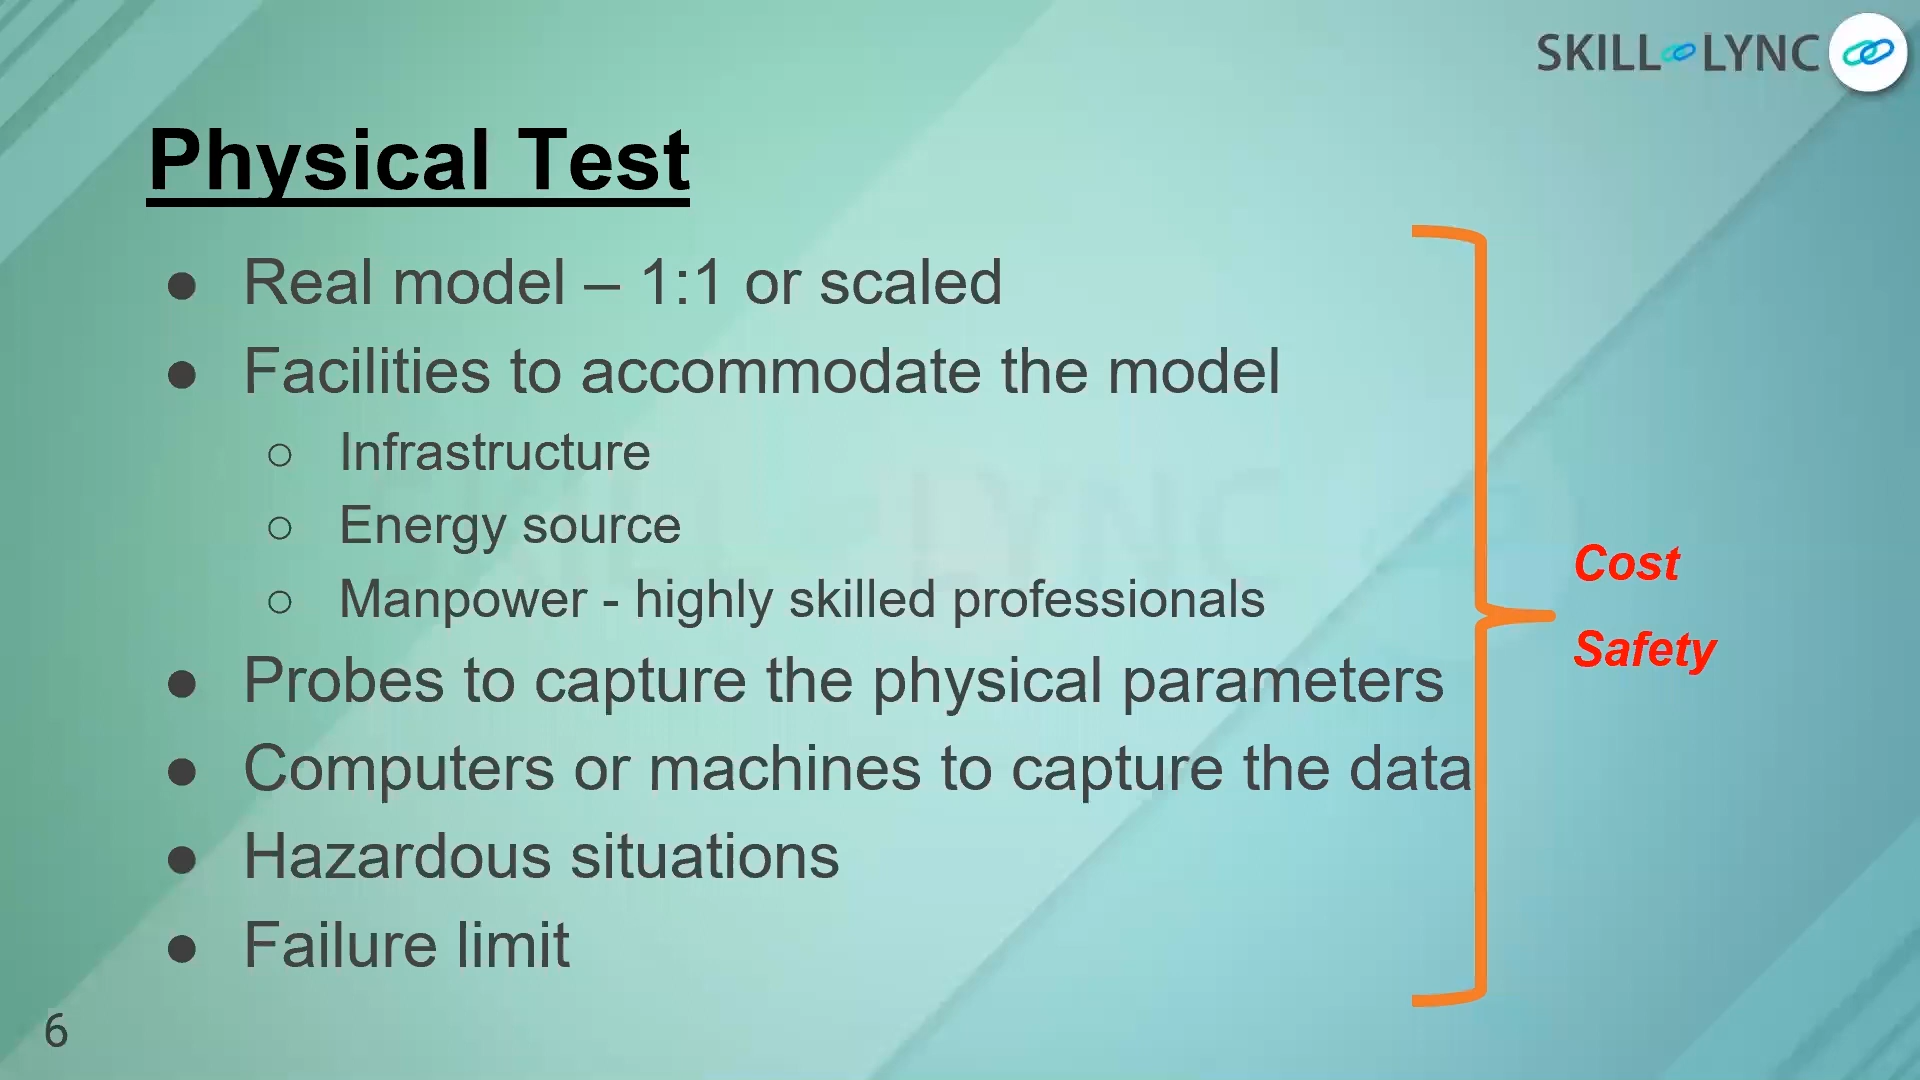 SKILL LYNC
Physical Test
● Real model – 1:1 or scaled
● Facilities to accommodate the model
○ Infrastructure
○ Energy source
○ Manpower - highly skilled professionals
● Probes to capture the physical parameters
● Computers or machines to capture the data
● Hazardous situations
● Failure limit
Cost
Safety
6